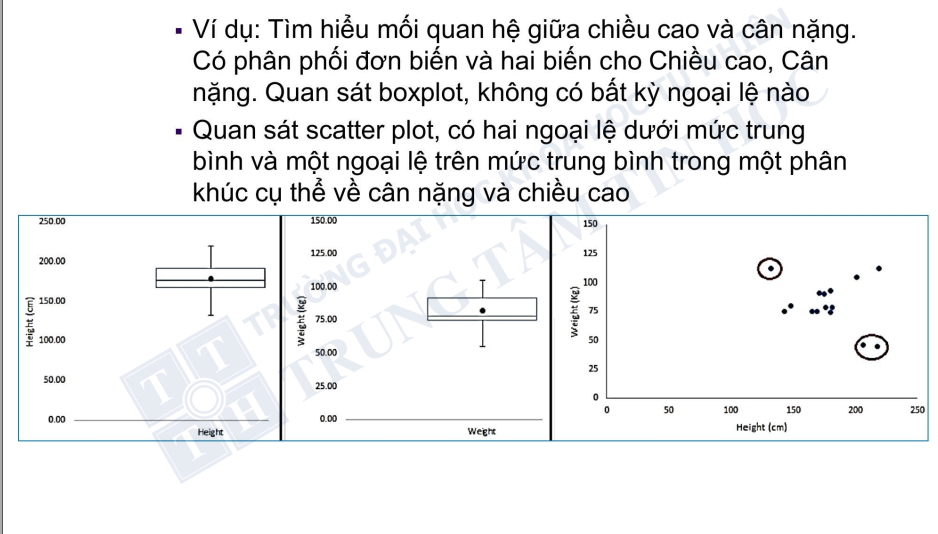 ▪ Ví dụ: Tìm hiểu mối quan hệ giữa chiều cao và cân nặng.
Có phân phối đơn biến và hai biến cho Chiều cao, Cân
nặng. Quan sát boxplot, không có bất kỳ ngoại lệ nào
▪ Quan sát scatter plot, có hai ngoại lệ dưới mức trung
bình và một ngoại lệ trên mức trung bình trong một phân
khúc cụ thể về cân nặng và chiều cao
250.00
200.00
150.00
100.00
50.00
0.00
Height (cm)
Height
150.00
125.00
100.00
75.00
50.00
25.00
0.00
Weight (Kg)
Weight
150
125
100
75
50
25
0
Weight (Kg)
0 50 100 150 200 250
Height (cm)
TRƯỜNG ĐẠI HỌC KHOA HỌC TỰ NHIÊN
TRUNG TÂM TIN HỌC
T T
T H